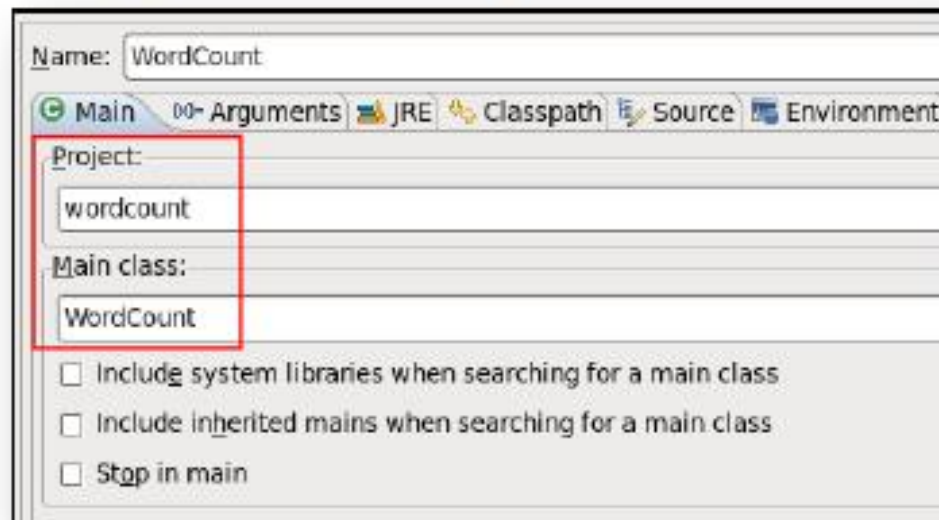 Name: WordCount
Main Arguments JRE Classpath Source Environment
Project:
wordcount
Main class:
WordCount
Include system libraries when searching for a main class
Include inherited mains when searching for a main class
Stop in main